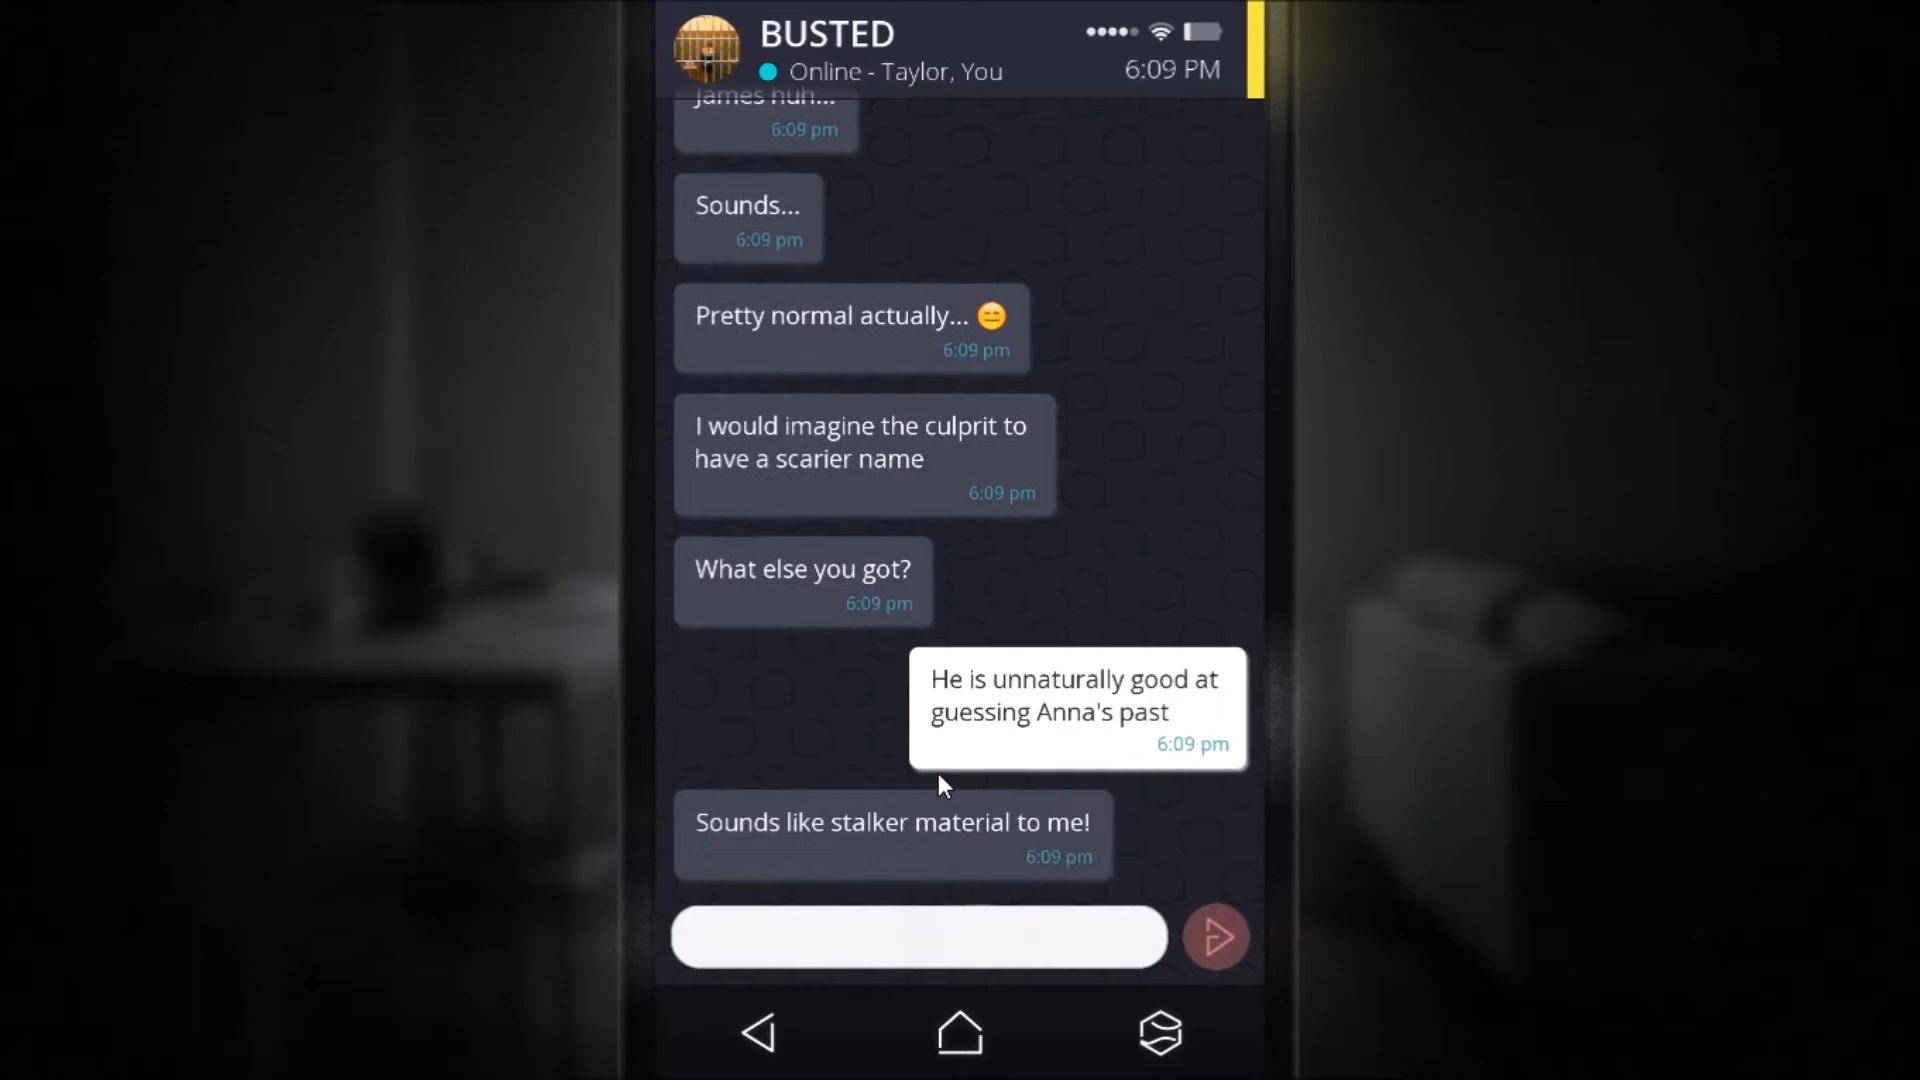 BUSTED
Online - Taylor, You
6:09 PM
James huh...
6:09 pm
Sounds...
6:09 pm
Pretty normal actually... 😑
6:09 pm
I would imagine the culprit to
have a scarier name
6:09 pm
What else you got?
6:09 pm
He is unnaturally good at
guessing Anna's past
6:09 pm
Sounds like stalker material to me!
6:09 pm